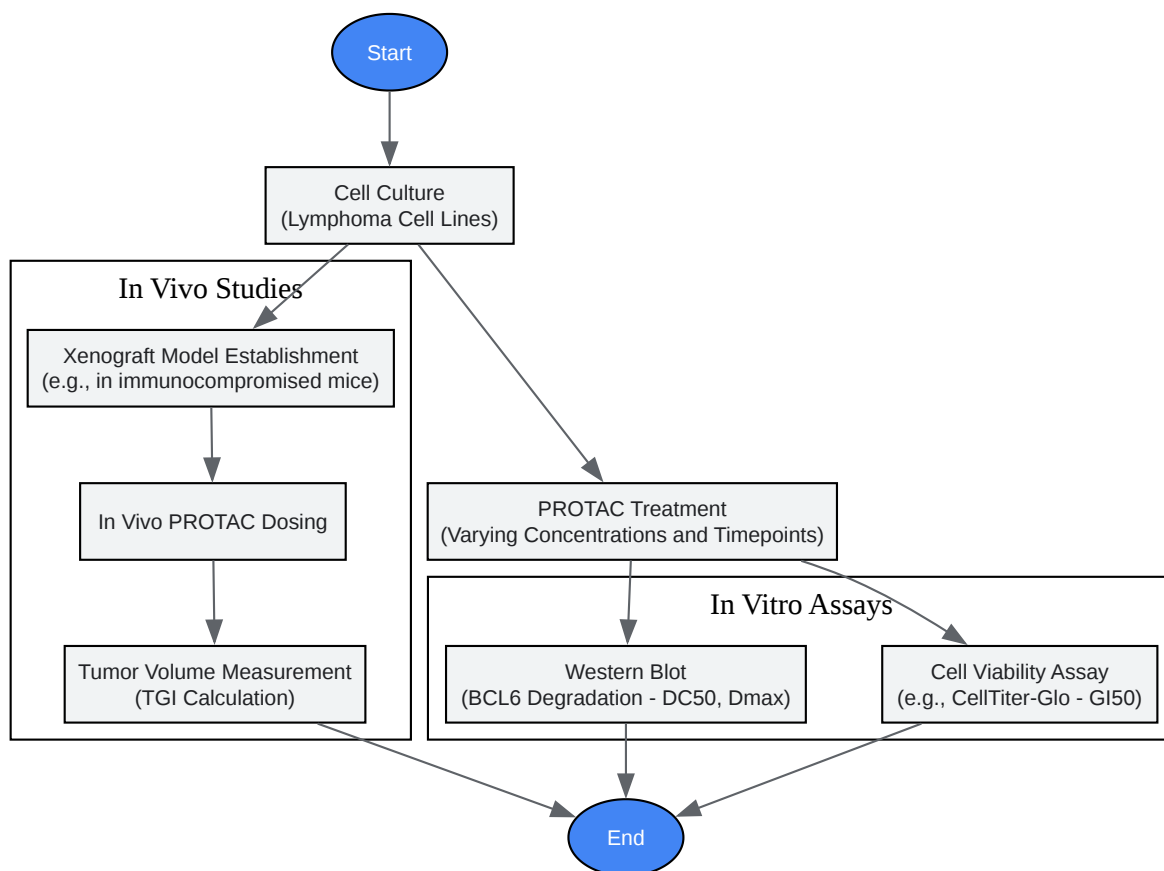 Start
Cell Culture
(Lymphoma Cell Lines)
In Vivo Studies
Xenograft Model Establishment
(e.g., in immunocompromised mice)
In Vivo PROTAC Dosing
PROTAC Treatment
(Varying Concentrations and Timepoints)
In Vitro Assays
Tumor Volume Measurement
(TGI Calculation)
Western Blot
(BCL6 Degradation - DC50, Dmax)
Cell Viability Assay
(e.g., CellTiter-Glo - GI50)
End